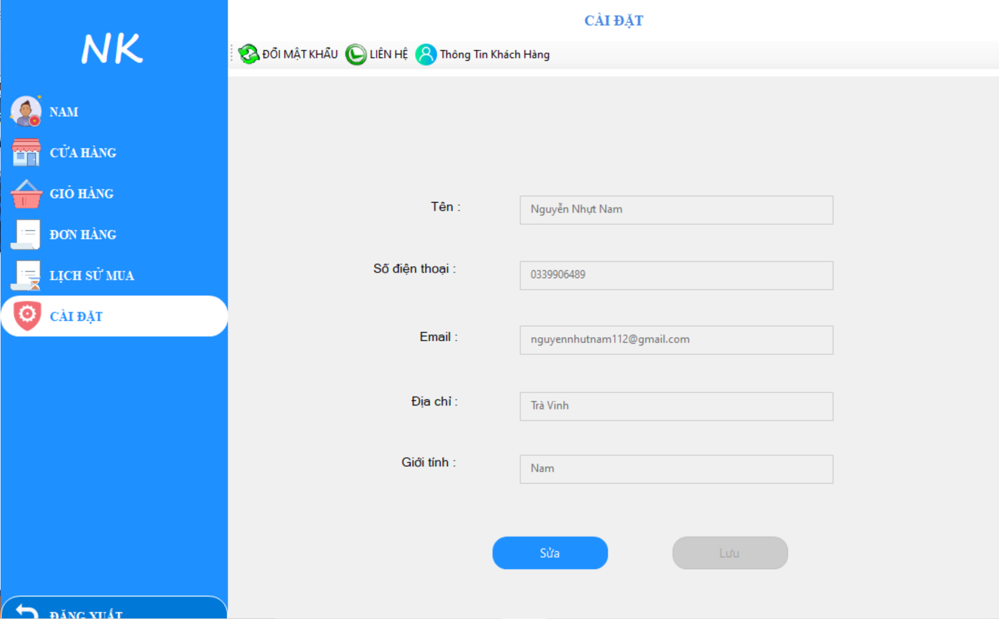 NK
NAM
CỬA HÀNG
GIỎ HÀNG
ĐƠN HÀNG
LỊCH SỬ MUA
CÀI ĐẶT
ĐĂNG XUẤT
CÀI ĐẶT
ĐỔI MẬT KHẨU LIÊN HỆ Thông Tin Khách Hàng
Tên : Nguyễn Nhựt Nam
Số điện thoại : 0339906489
Email : nguyennhutnam112@gmail.com
Địa chỉ : Trà Vinh
Giới tính : Nam
Sửa Lưu